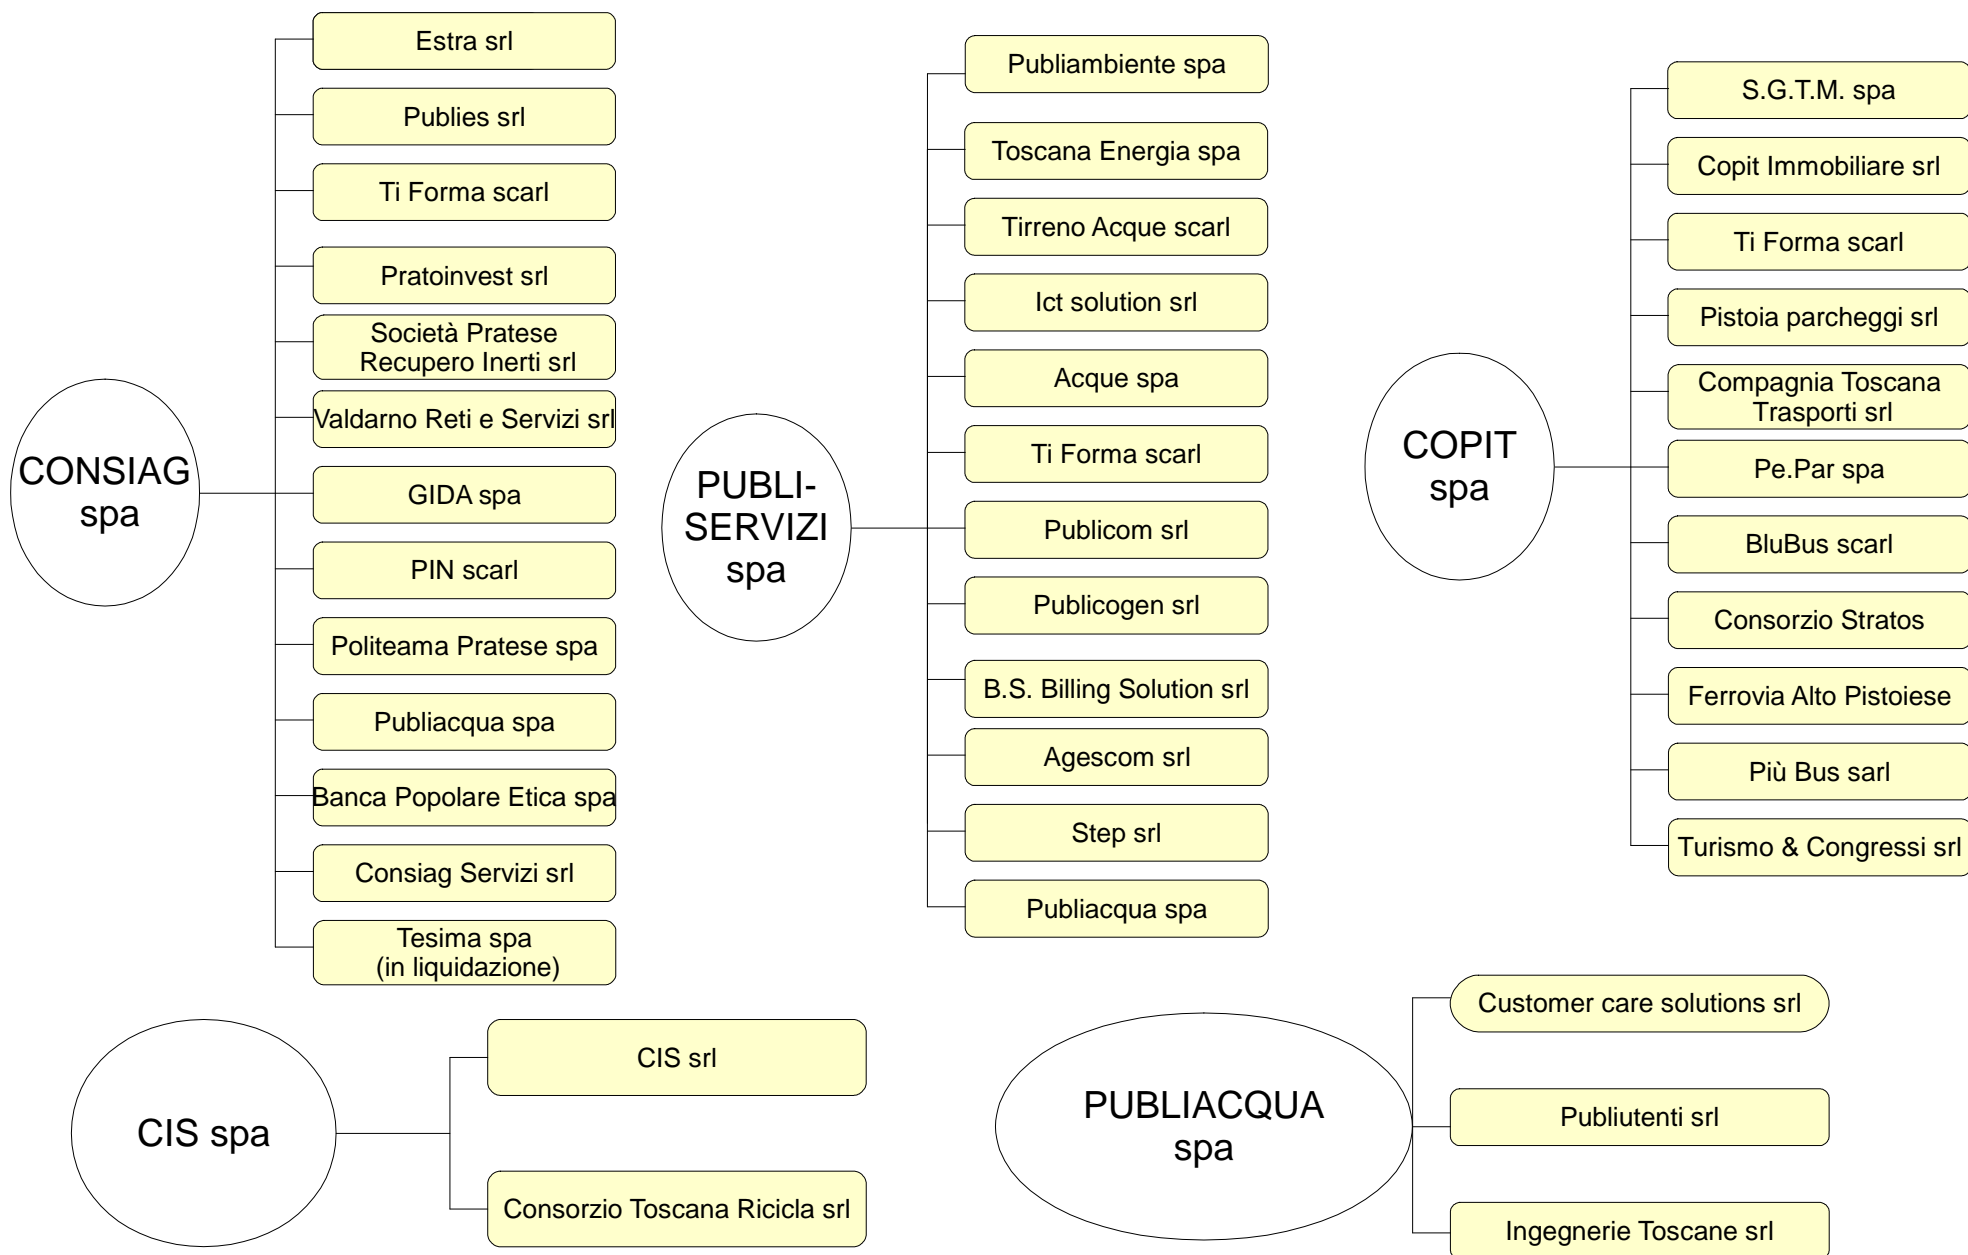 CONSIAG
spa
Estra srl
Publies srl
Ti Forma scarl
Pratoinvest srl
Società Pratese
Recupero Inerti srl
Valdarno Reti e Servizi srl
GIDA spa
PIN scarl
Politeama Pratese spa
Publiacqua spa
Banca Popolare Etica spa
Consiag Servizi srl
Tesima spa
(in liquidazione)
PUBLI-
SERVIZI
spa
Publiambiente spa
Toscana Energia spa
Tirreno Acque scarl
Ict solution srl
Acque spa
Ti Forma scarl
Publicom srl
Publicogen srl
B.S. Billing Solution srl
Agescom srl
Step srl
Publiacqua spa
COPIT
spa
S.G.T.M. spa
Copit Immobiliare srl
Ti Forma scarl
Pistoia parcheggi srl
Compagnia Toscana
Trasporti srl
Pe.Par spa
BluBus scarl
Consorzio Stratos
Ferrovia Alto Pistoiese
Più Bus sarl
Turismo & Congressi srl
CIS spa
CIS srl
Consorzio Toscana Ricicla srl
PUBLIACQUA
spa
Customer care solutions srl
Publiutenti srl
Ingegnerie Toscane srl